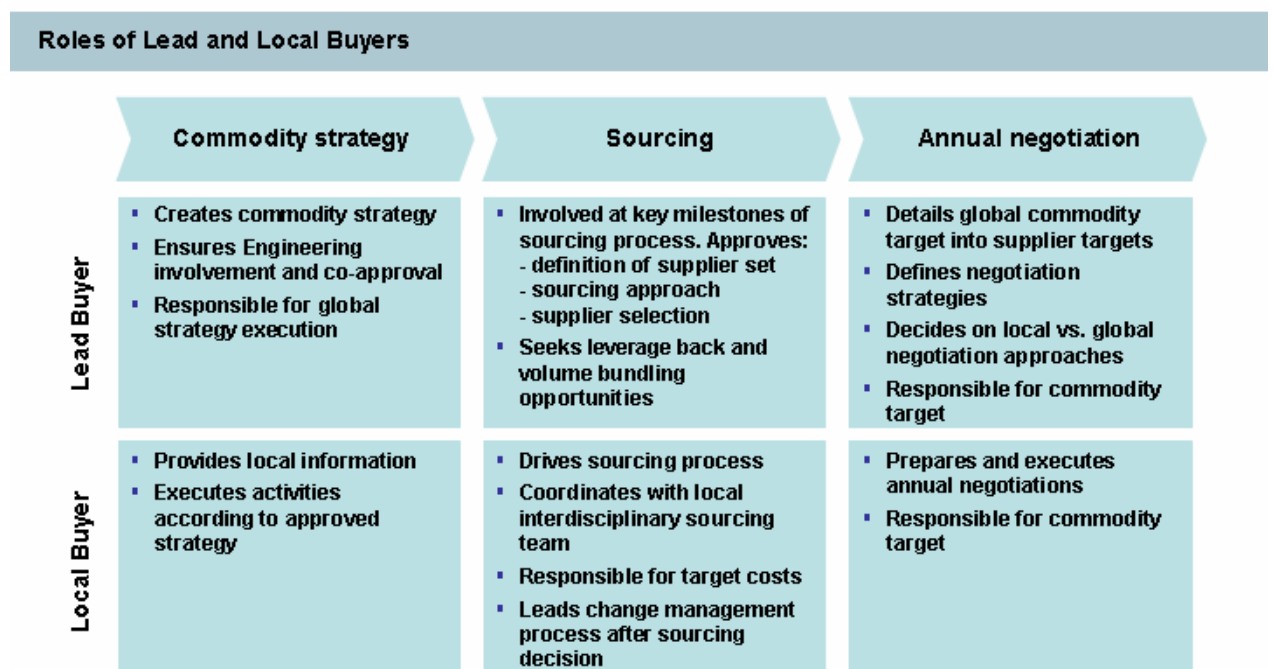 Roles of Lead and Local Buyers
Commodity strategy
Sourcing
Annual negotiation
Lead Buyer
▪ Creates commodity strategy
▪ Ensures Engineering
involvement and co-approval
▪ Responsible for global
strategy execution
▪ Involved at key milestones of
sourcing process. Approves:
- definition of supplier set
- sourcing approach
- supplier selection
▪ Seeks leverage back and
volume bundling
opportunities
▪ Details global commodity
target into supplier targets
▪ Defines negotiation
strategies
▪ Decides on local vs. global
negotiation approaches
▪ Responsible for commodity
target
Local Buyer
▪ Provides local information
▪ Executes activities
according to approved
strategy
▪ Drives sourcing process
▪ Coordinates with local
interdisciplinary sourcing
team
▪ Responsible for target costs
▪ Leads change management
process after sourcing
decision
▪ Prepares and executes
annual negotiations
▪ Responsible for commodity
target